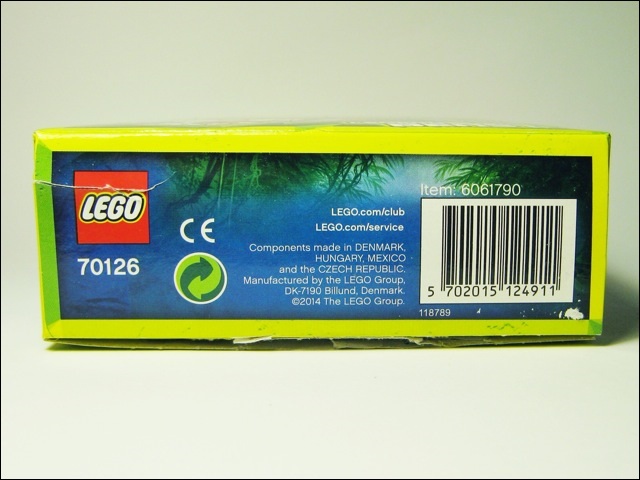 LEGO
70126
CE
LEGO.com/club
LEGO.com/service
Components made in DENMARK,
HUNGARY, MEXICO
and the CZECH REPUBLIC.
Manufactured by the LEGO Group,
DK-7190 Billund, Denmark.
©2014 The LEGO Group.
Item: 6061790
5 702015 124911
118789